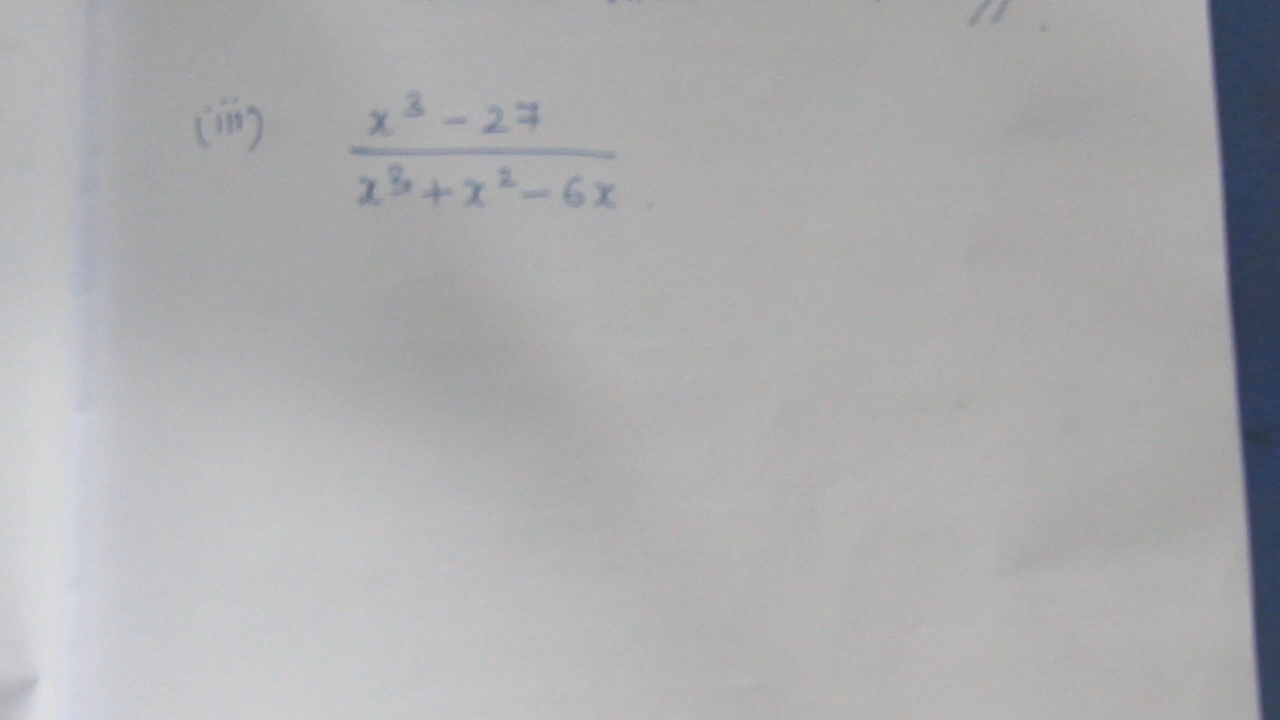 (iii) x³ - 27
x³ + x² - 6x .